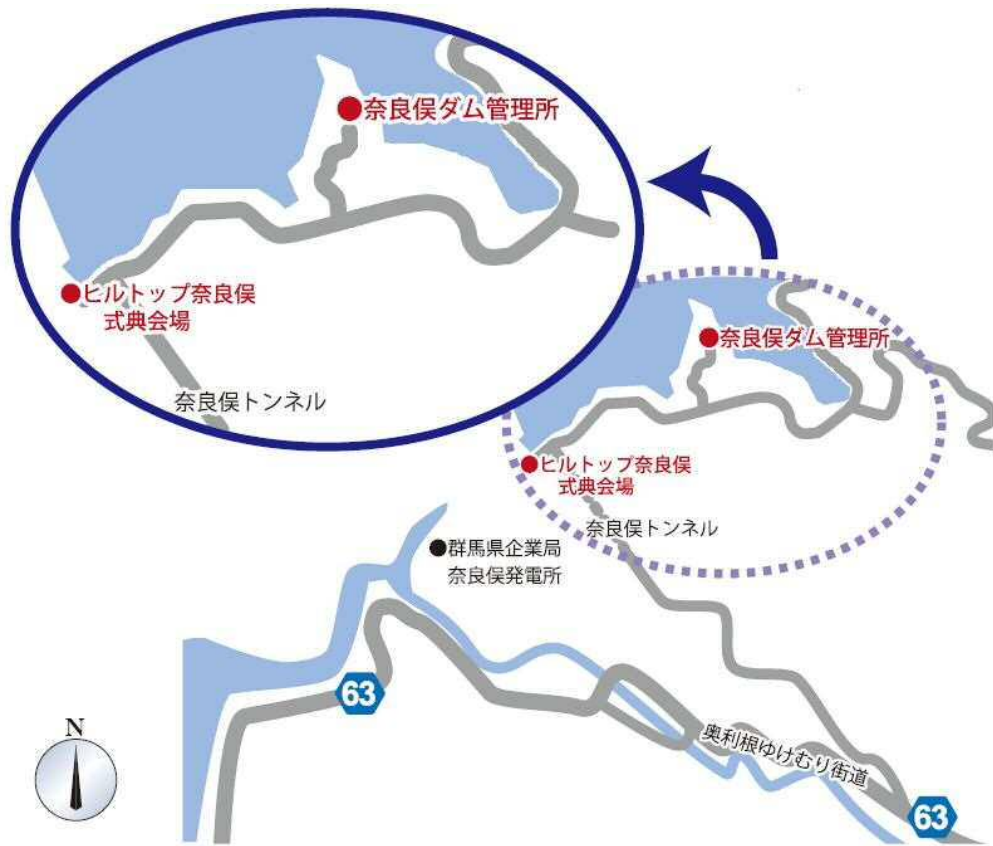 奈良俣ダム管理所
ヒルトップ奈良俣
式典会場
奈良俣トンネル
奈良俣ダム管理所
ヒルトップ奈良俣
式典会場
奈良俣トンネル
群馬県企業局
奈良俣発電所
63
N
奥利根ゆけむり街道
63